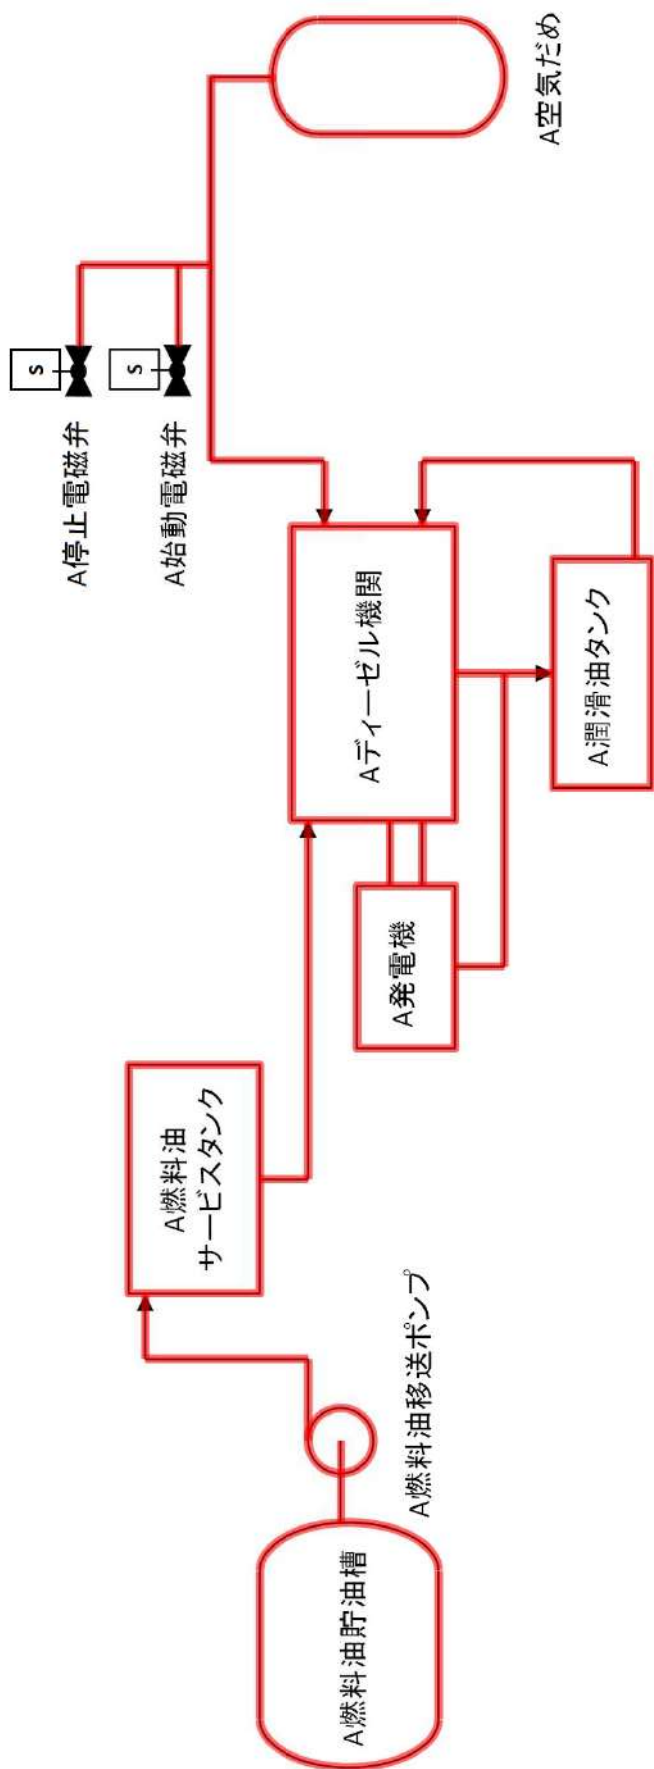 A燃料油貯油槽
A燃料油移送ポンプ
A燃料油
サービスタンク
A発電機
Aディーゼル機関
A潤滑油タンク
A停止電磁弁
S
A始動電磁弁
S
A空気だめ